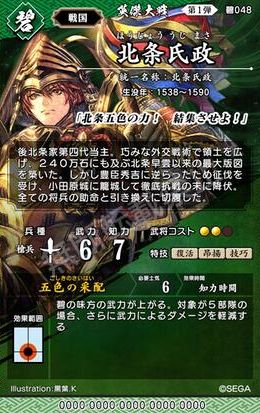 碧 戦国 英傑大戦 第1弾 碧048
ほうじょううじまさ
北条氏政
統一名称:北条氏政
生没年:1538~1590
「北条五色の力! 結集させよ!」
後北条家第四代当主。巧みな外交戦術で領土を広げ、240万石にも及ぶ北条早雲以来の最大版図を築いた。しかし豊臣秀吉に逆らったため征伐を受け、小田原城に籠城して徹底抗戦の末に降伏。全ての将兵の助命と引き換えに切腹した。
兵種 武力 知力 武将コスト
槍兵 6 7 特技 復活 昂揚 技巧
ごしきのさいはい 必要士気 効果時間
五色の采配 6 知力時間
効果範囲
碧の味方の武力が上がる。対象が5部隊の場合、さらに武力によるダメージを軽減する
Illustration:黒葉.K ©SEGA
0000-0000-0000-0000-0000